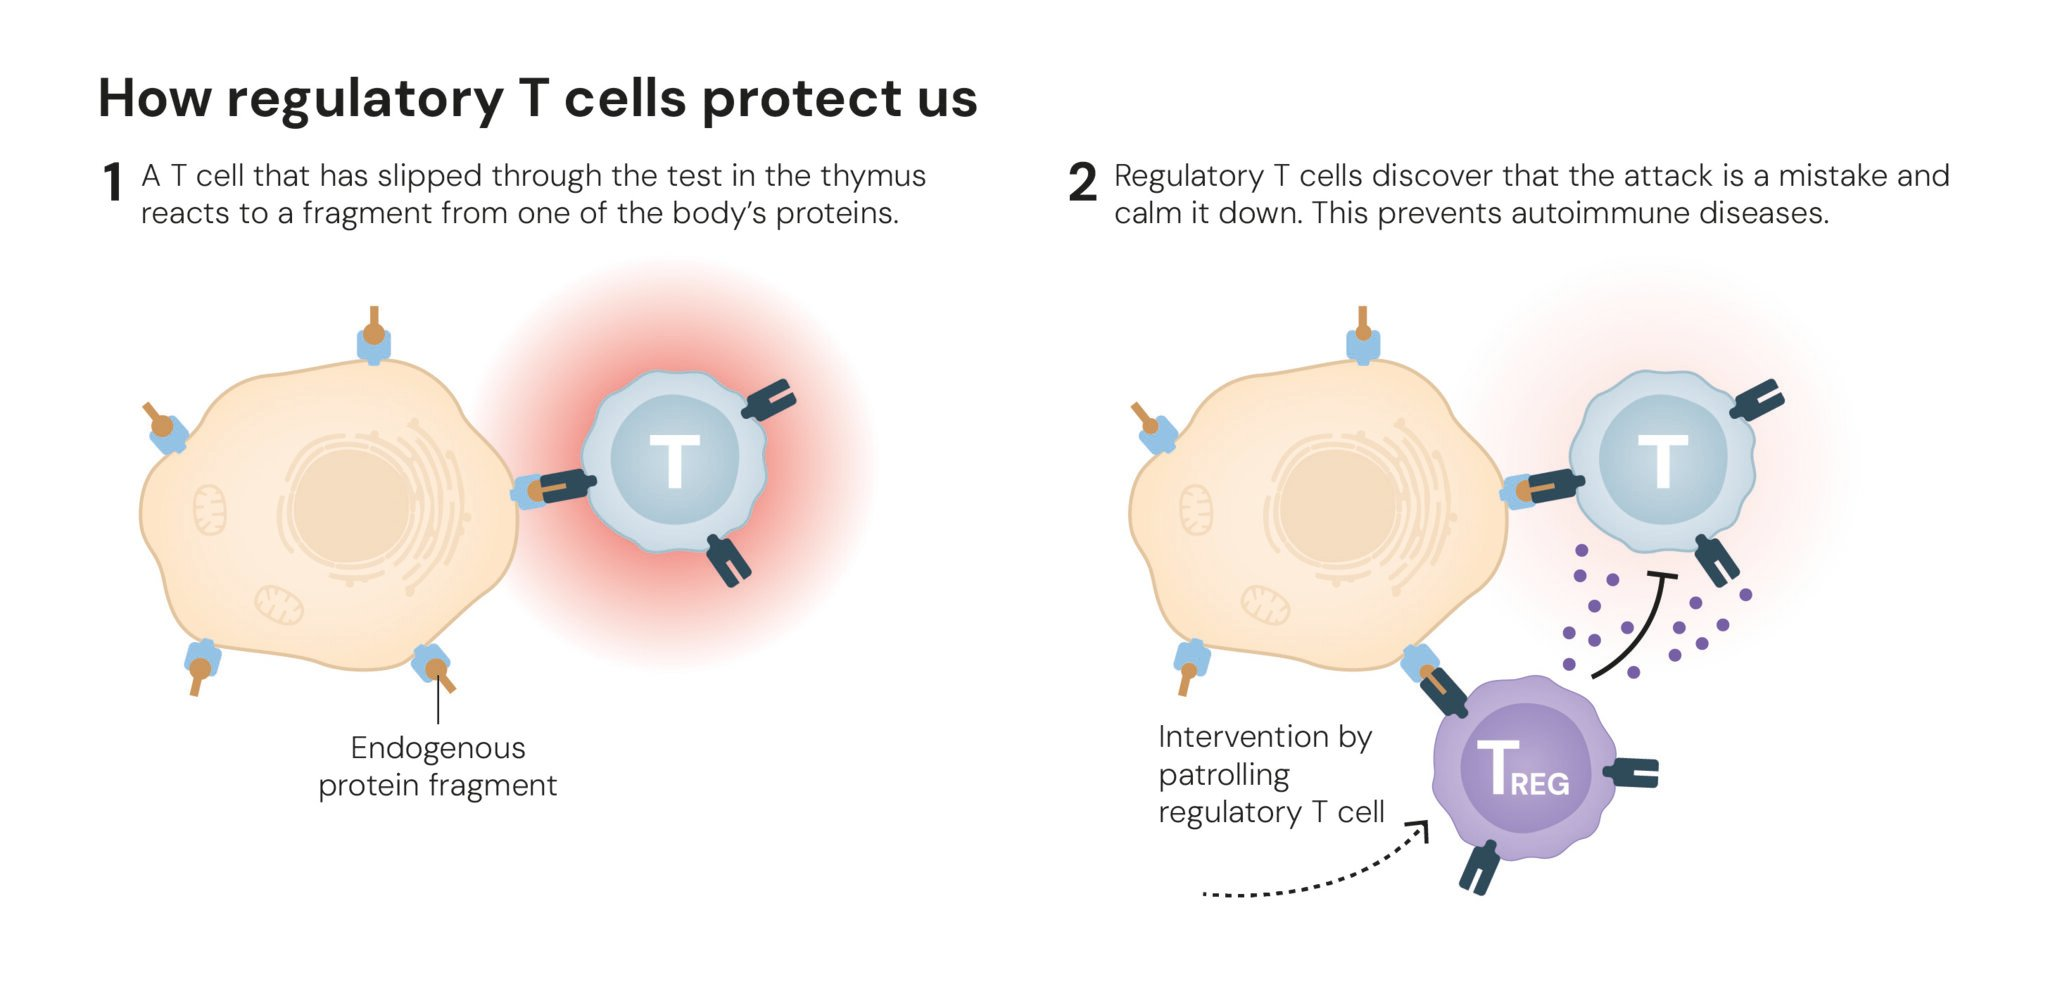 How regulatory T cells protect us
1 A T cell that has slipped through the test in the thymus
reacts to a fragment from one of the body’s proteins.
T
Endogenous
protein fragment
2 Regulatory T cells discover that the attack is a mistake and
calm it down. This prevents autoimmune diseases.
T
Intervention by
patrolling
regulatory T cell
TREG